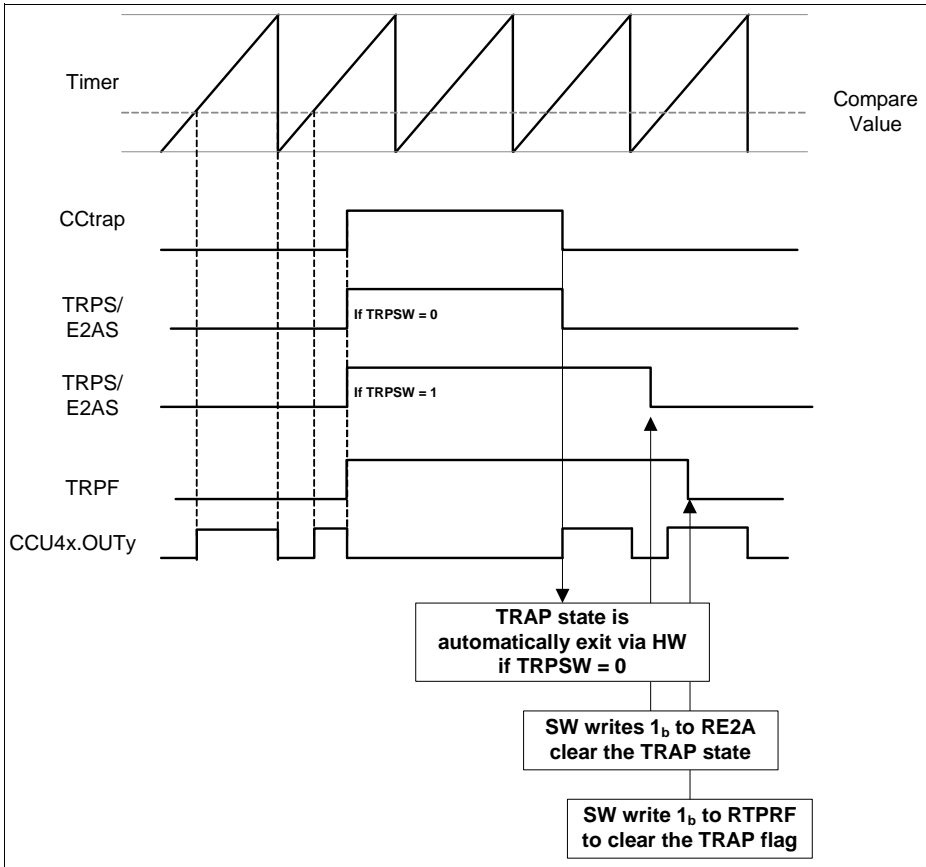 Timer
Compare
Value
CCtrap
TRPS/
E2AS
If TRPSW = 0
TRPS/
E2AS
If TRPSW = 1
TRPF
CCU4x.OUTy
TRAP state is
automatically exit via HW
if TRPSW = 0
SW writes 1b to RE2A
clear the TRAP state
SW write 1b to RTPRF
to clear the TRAP flag